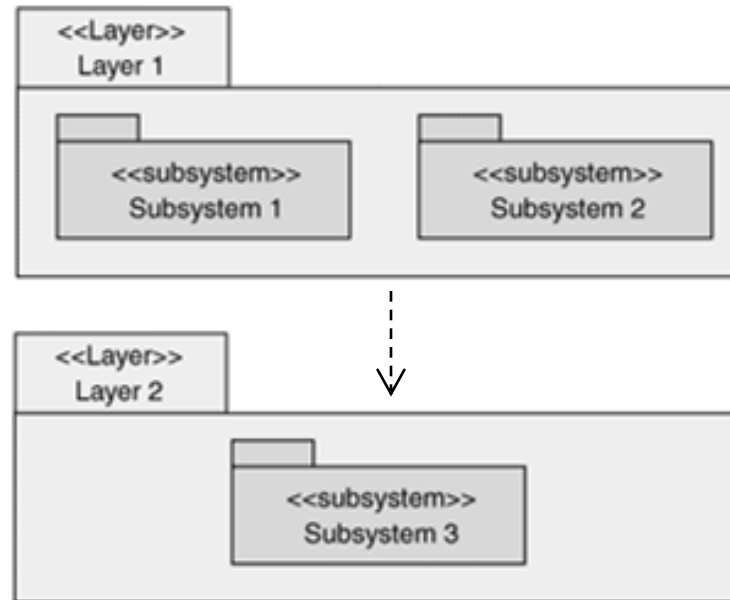 <<Layer>>
Layer 1
<<subsystem>>
Subsystem 1
<<subsystem>>
Subsystem 2
<<Layer>>
Layer 2
<<subsystem>>
Subsystem 3